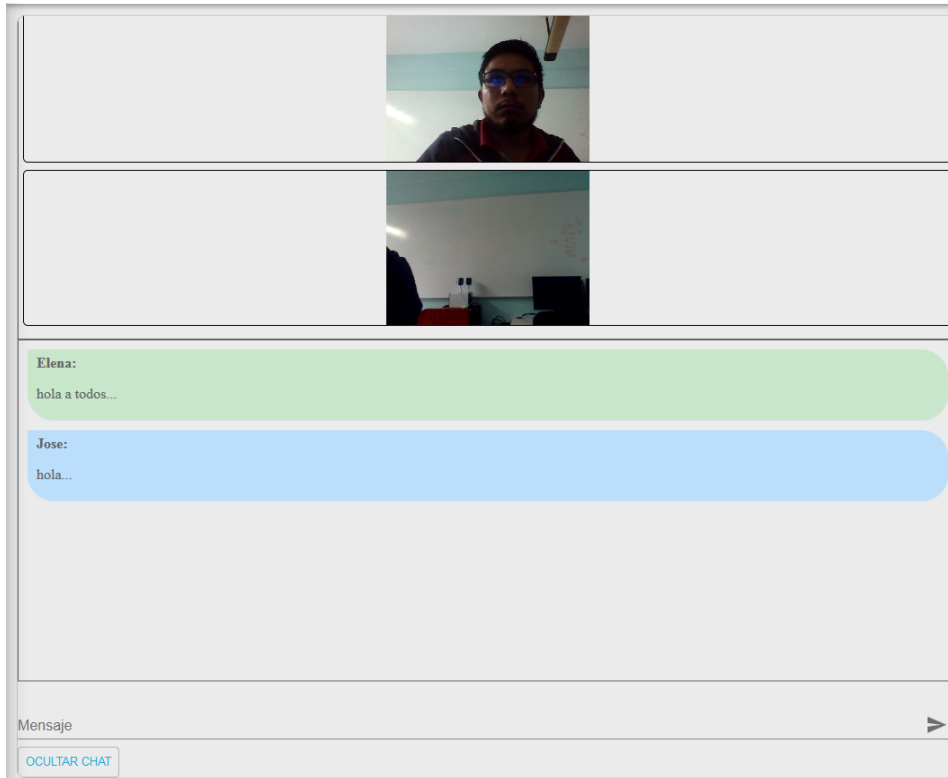 Elena:
hola a todos...
Jose:
hola...
Mensaje
OCULTAR CHAT